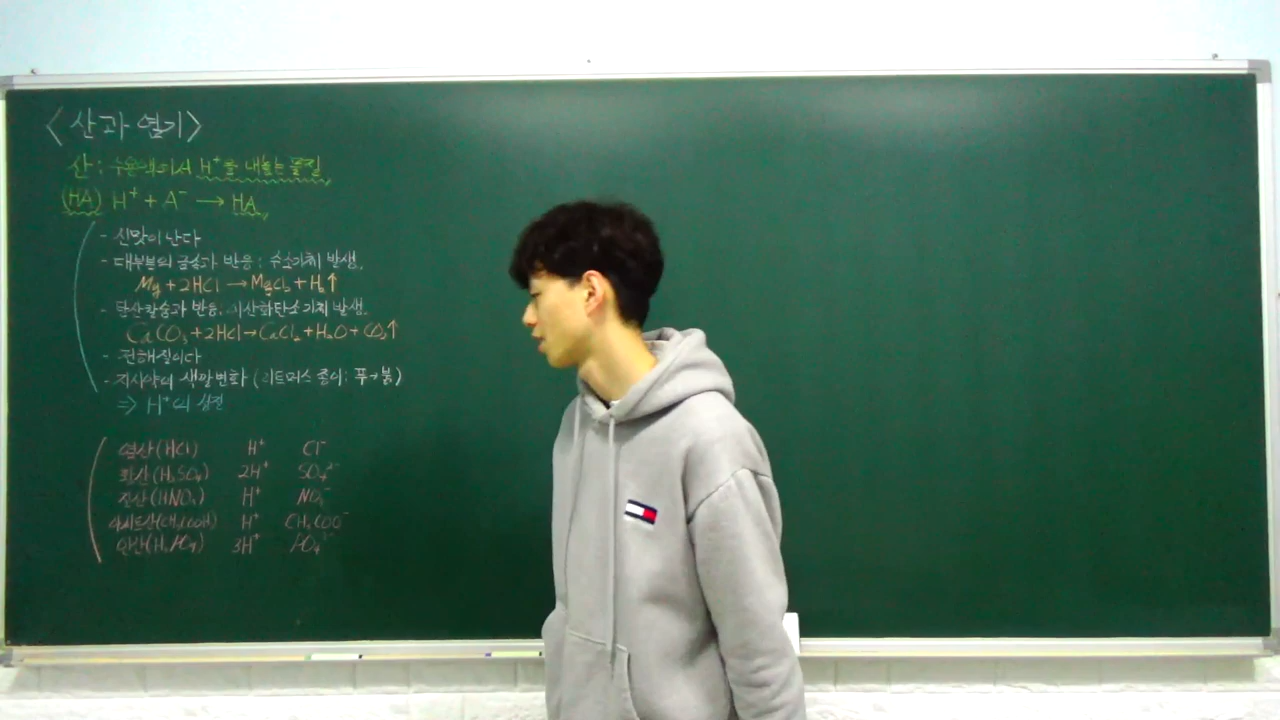 <산과 염기>
산: 수용액에서 H⁺를 내놓는 물질
(HA) H⁺ + A⁻ → HA
- 신맛이 난다
- 대부분의 금속과 반응: 수소기체 발생.
Mg + 2HCl → MgCl₂ + H₂↑
- 탄산칼슘과 반응: 이산화탄소 기체 발생.
CaCO₃ + 2HCl → CaCl₂ + H₂O + CO₂↑
- 전해질이다
- 지시약의 색깔변화 (리트머스 종이: 푸→붉)
⇒ H⁺의 성질
염산(HCl) H⁺ Cl⁻
황산(H₂SO₄) 2H⁺ SO₄²⁻
질산(HNO₃) H⁺ NO₃⁻
아세트산(CH₃COOH) H⁺ CH₃COO⁻
인산(H₃PO₄) 3H⁺ PO₄³⁻